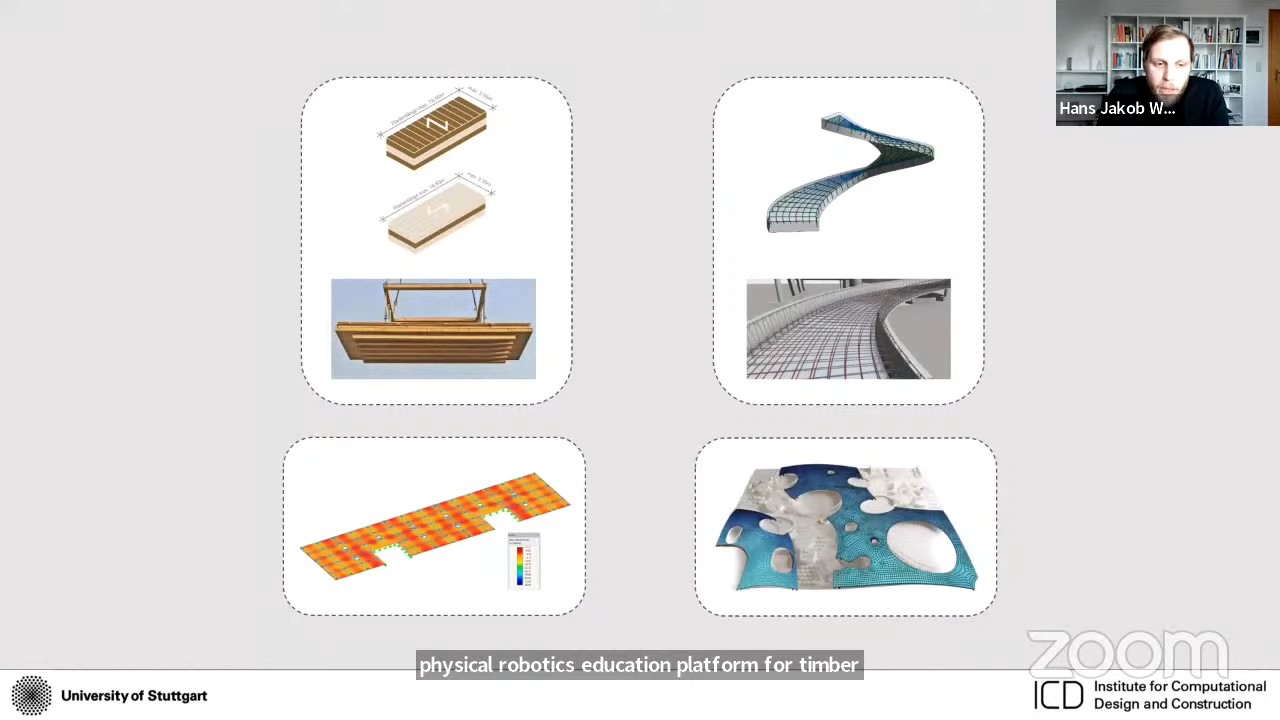 Hans Jakob W...
physical robotics education platform for timber
zoom
University of Stuttgart
ICD
Institute for Computational
Design and Construction